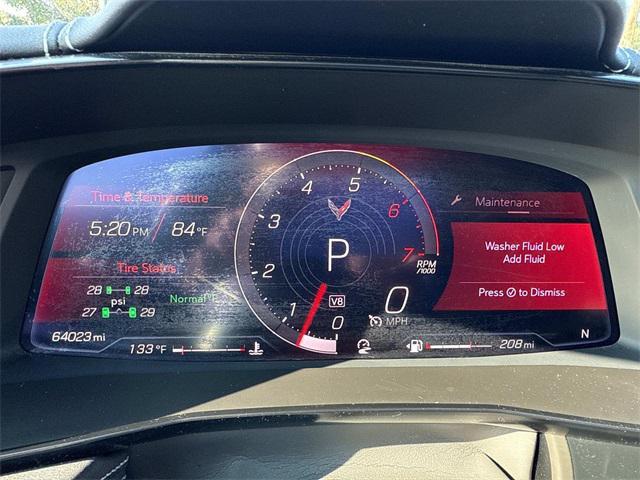 Time & Temperature
5:20 PM / 84°F
Tire Status
28 28
psi
27 29
Normal
64023 mi
133 °F
0 1 2 3 4 5 6 7
RPM
/1000
P
V8
0
MPH
Maintenance
Washer Fluid Low
Add Fluid
Press ✓ to Dismiss
208 mi
N